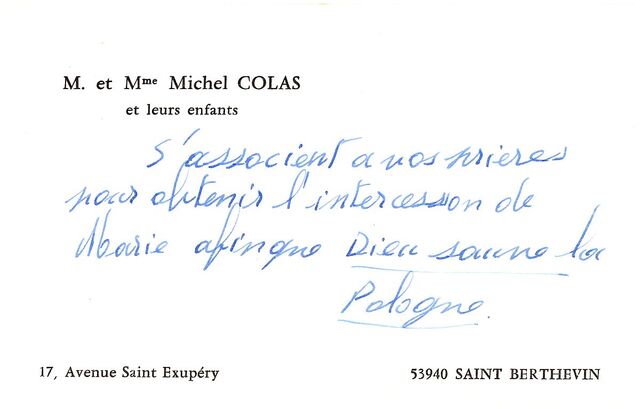 M. et Mme Michel COLAS
et leurs enfants
S'associent a vos prieres
pour obtenir l'intercession de
Marie afin que Dieu sauve la
Pologne.
17, Avenue Saint Exupéry
53940 SAINT BERTHEVIN